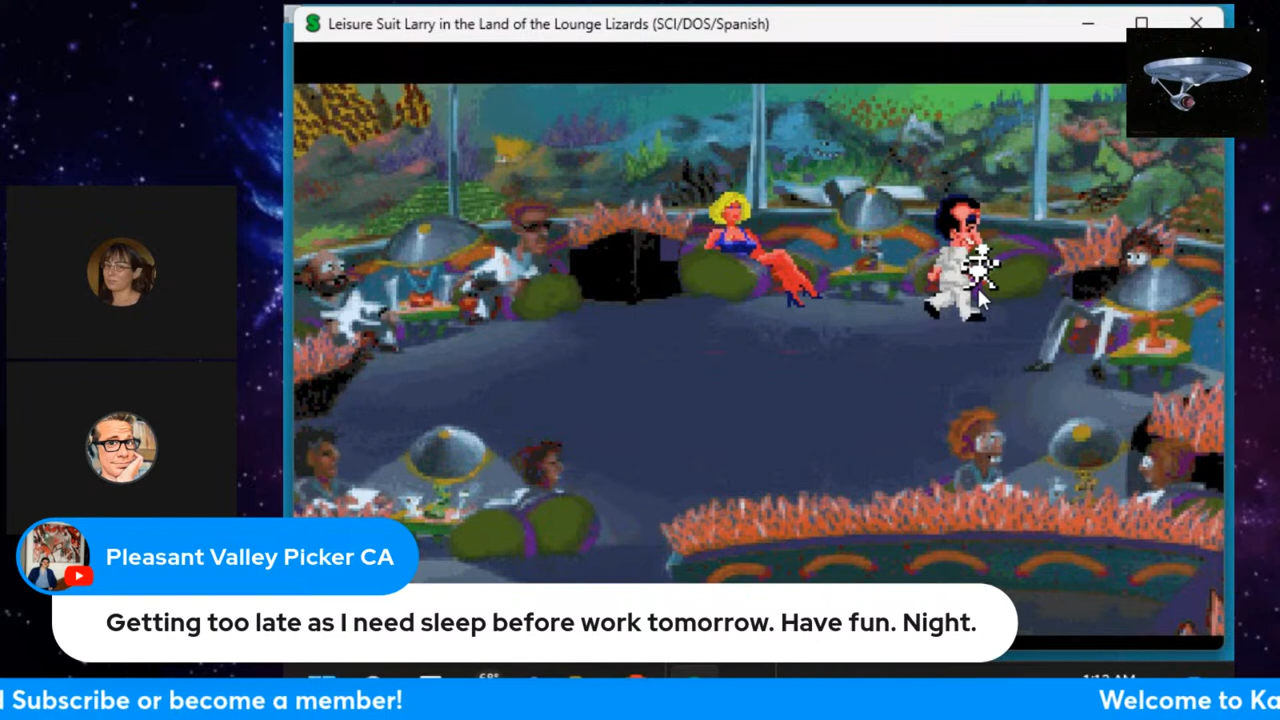 Leisure Suit Larry in the Land of the Lounge Lizards (SCI/DOS/Spanish)
Pleasant Valley Picker CA
Getting too late as I need sleep before work tomorrow. Have fun. Night.
Subscribe or become a member!
Welcome to